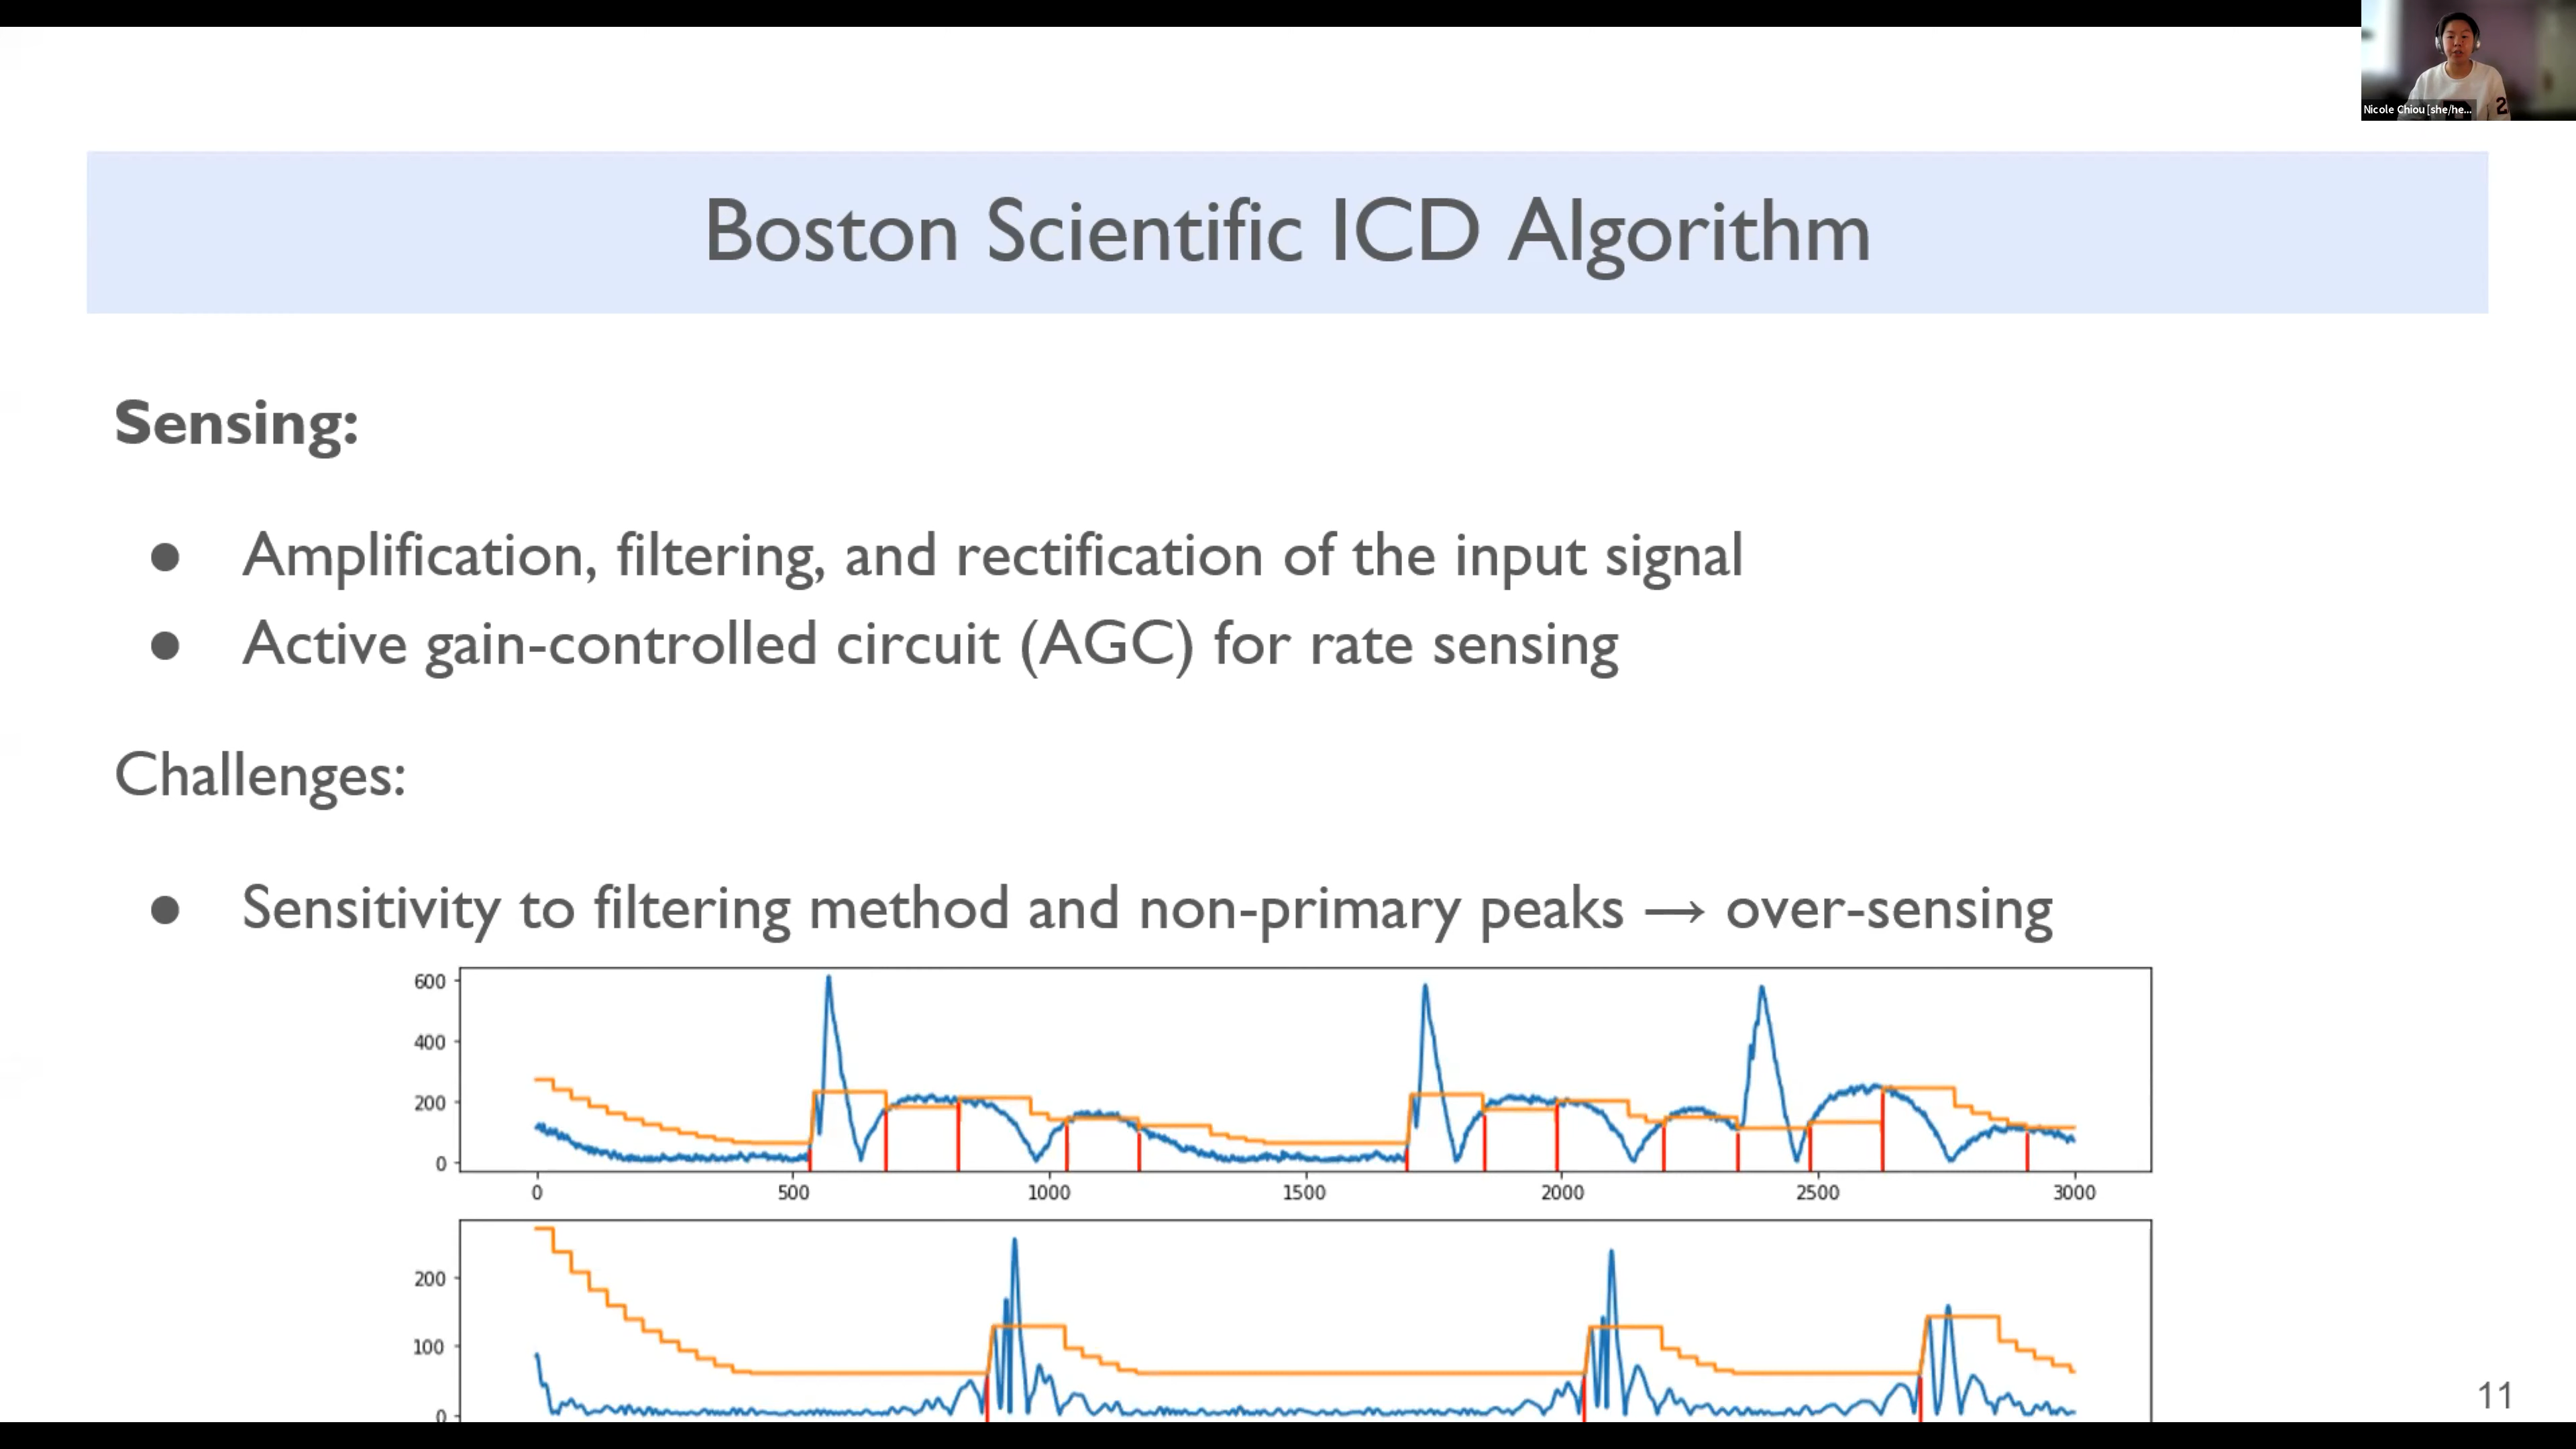 Nicole Chiou [she/he...
Boston Scientific ICD Algorithm
Sensing:
● Amplification, filtering, and rectification of the input signal
● Active gain-controlled circuit (AGC) for rate sensing
Challenges:
● Sensitivity to filtering method and non-primary peaks → over-sensing
600
400
200
0
0 500 1000 1500 2000 2500 3000
200
100
0
11
2